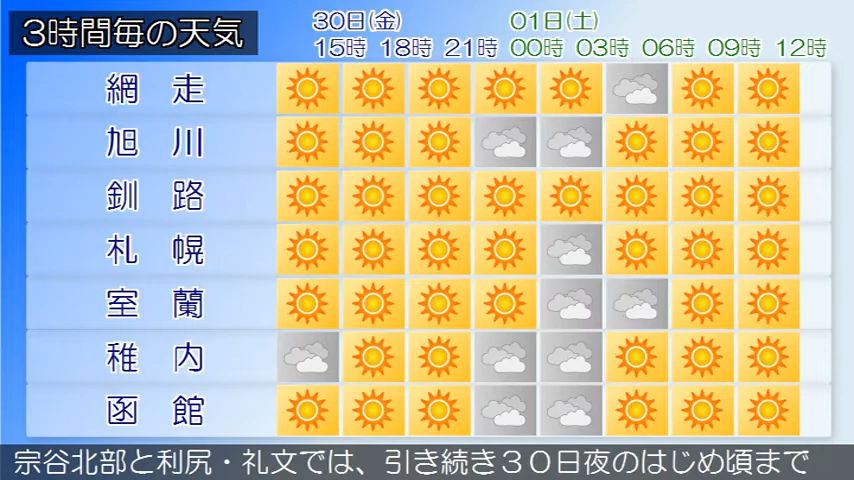 3時間毎の天気
30日(金) 01日(土)
15時 18時 21時 00時 03時 06時 09時 12時
網 走
旭 川
釧 路
札 幌
室 蘭
稚 内
函 館
宗谷北部と利尻・礼文では、引き続き３０日夜のはじめ頃まで